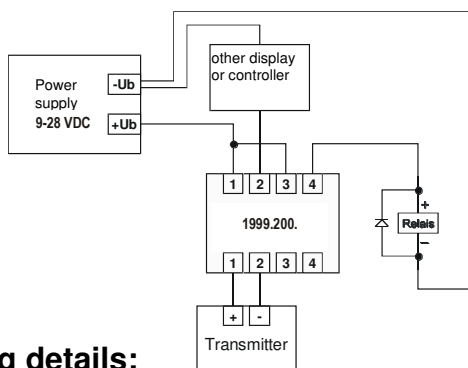 other display
or controller
Power
supply
9-28 VDC
-Ub
+Ub
1 2 3 4
1999.200.
1 2 3 4
+
Relais
–
+ -
Transmitter
details: